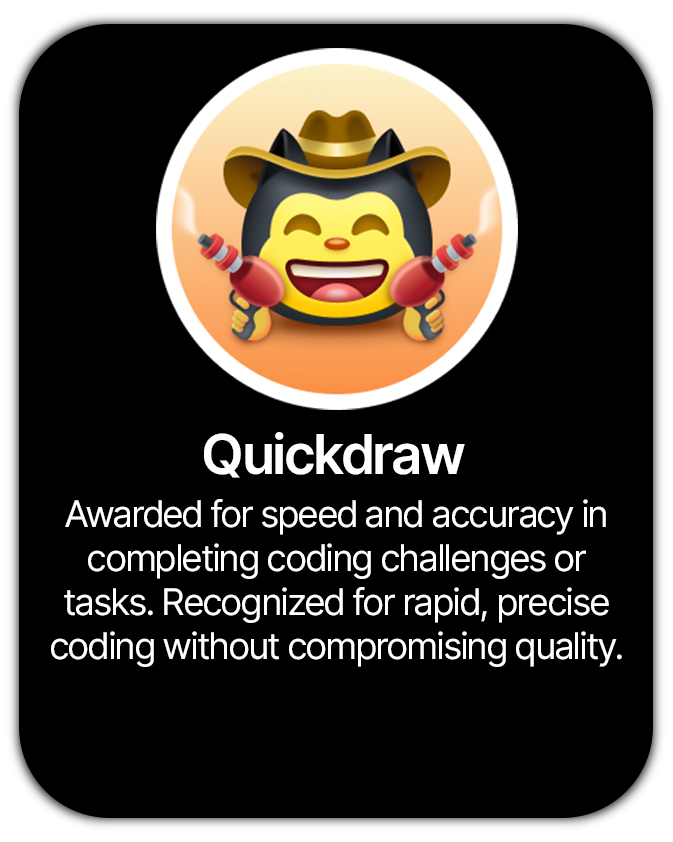 Quickdraw
Awarded for speed and accuracy in
completing coding challenges or
tasks. Recognized for rapid, precise
coding without compromising quality.